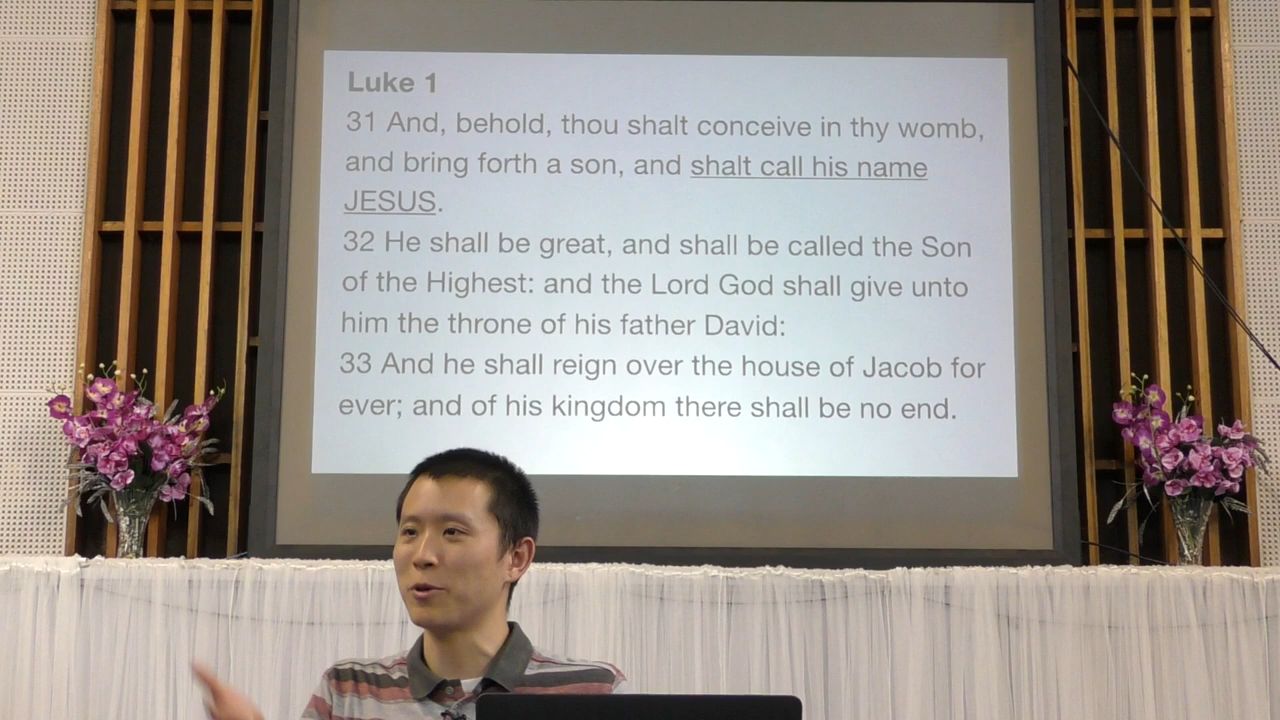 Luke 1
31 And, behold, thou shalt conceive in thy womb,
and bring forth a son, and shalt call his name
JESUS.
32 He shall be great, and shall be called the Son
of the Highest: and the Lord God shall give unto
him the throne of his father David:
33 And he shall reign over the house of Jacob for
ever; and of his kingdom there shall be no end.